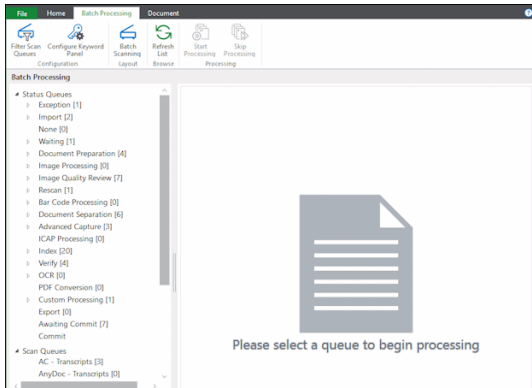 File Home Batch Processing Document
Filter Scan Queues
Configure Keyword Panel
Batch Scanning
Refresh List
Start Processing
Skip Processing
Configuration Layout Browse Processing
Batch Processing
Status Queues
Exception [1]
Import [2]
None [0]
Waiting [1]
Document Preparation [4]
Image Processing [0]
Image Quality Review [7]
Rescan [1]
Bar Code Processing [0]
Document Separation [6]
Advanced Capture [3]
ICAP Processing [0]
Index [20]
Verify [4]
OCR [0]
PDF Conversion [0]
Custom Processing [1]
Export [0]
Awaiting Commit [7]
Commit
Scan Queues
AC - Transcripts [3]
AnyDoc - Transcripts [0]
Please select a queue to begin processing